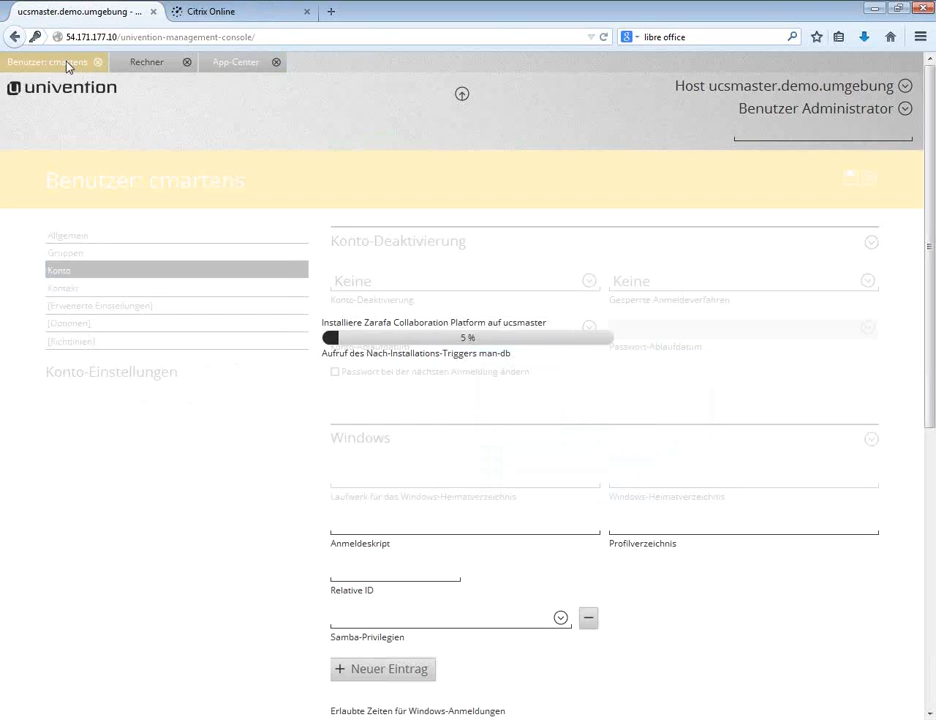 ucsmaster.demo.umgebung - ...
Citrix Online
54.171.177.10/univention-management-console/
libre office
Benutzer: cmartens
Rechner
App-Center
univention
Host ucsmaster.demo.umgebung
Benutzer Administrator
Benutzer: cmartens
Allgemein
Gruppen
Konto
Kontakt
[Erweiterte Einstellungen]
[Optionen]
[Richtlinien]
Konto-Einstellungen
Konto-Deaktivierung
Keine
Keine
Konto-Deaktivierung
Gesperrte Anmeldeverfahren
Installiere Zarafa Collaboration Platform auf ucsmaster
5 %
Aufruf des Nach-Installations-Triggers man-db
Passwort-Ablaufdatum
Passwort bei der nächsten Anmeldung ändern
Windows
Laufwerk für das Windows-Heimatverzeichnis
Windows-Heimatverzeichnis
Anmeldeskript
Profilverzeichnis
Relative ID
Samba-Privilegien
+ Neuer Eintrag
Erlaubte Zeiten für Windows-Anmeldungen